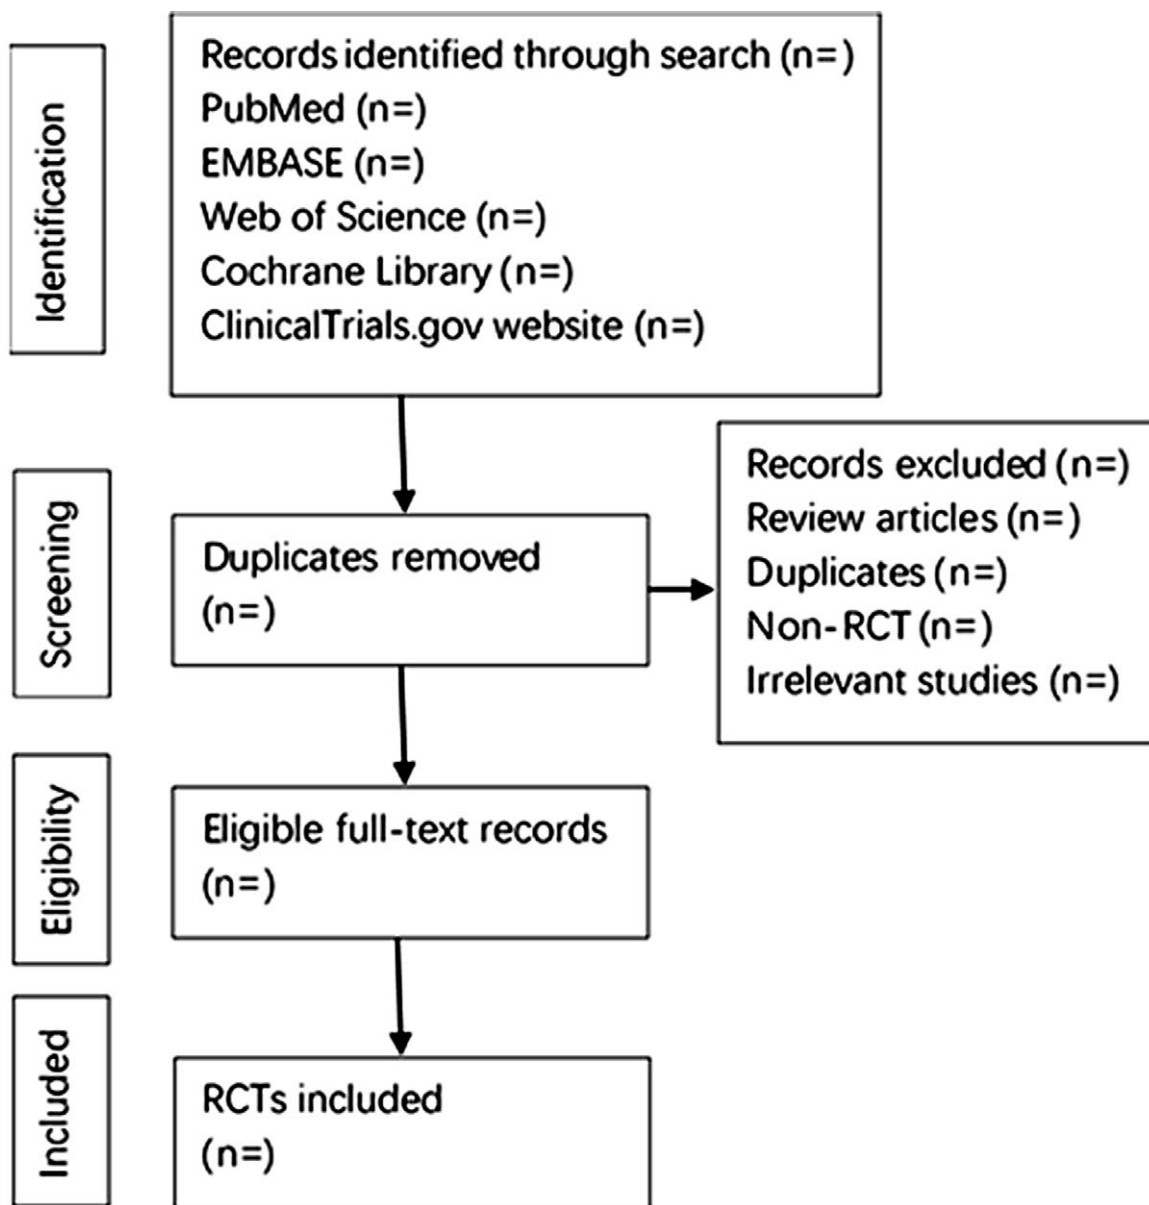 Identification
Records identified through search (n=)
PubMed (n=)
EMBASE (n=)
Web of Science (n=)
Cochrane Library (n=)
ClinicalTrials.gov website (n=)
Screening
Duplicates removed
(n=)
Records excluded (n=)
Review articles (n=)
Duplicates (n=)
Non-RCT (n=)
Irrelevant studies (n=)
Eligibility
Eligible full-text records
(n=)
Included
RCTs included
(n=)